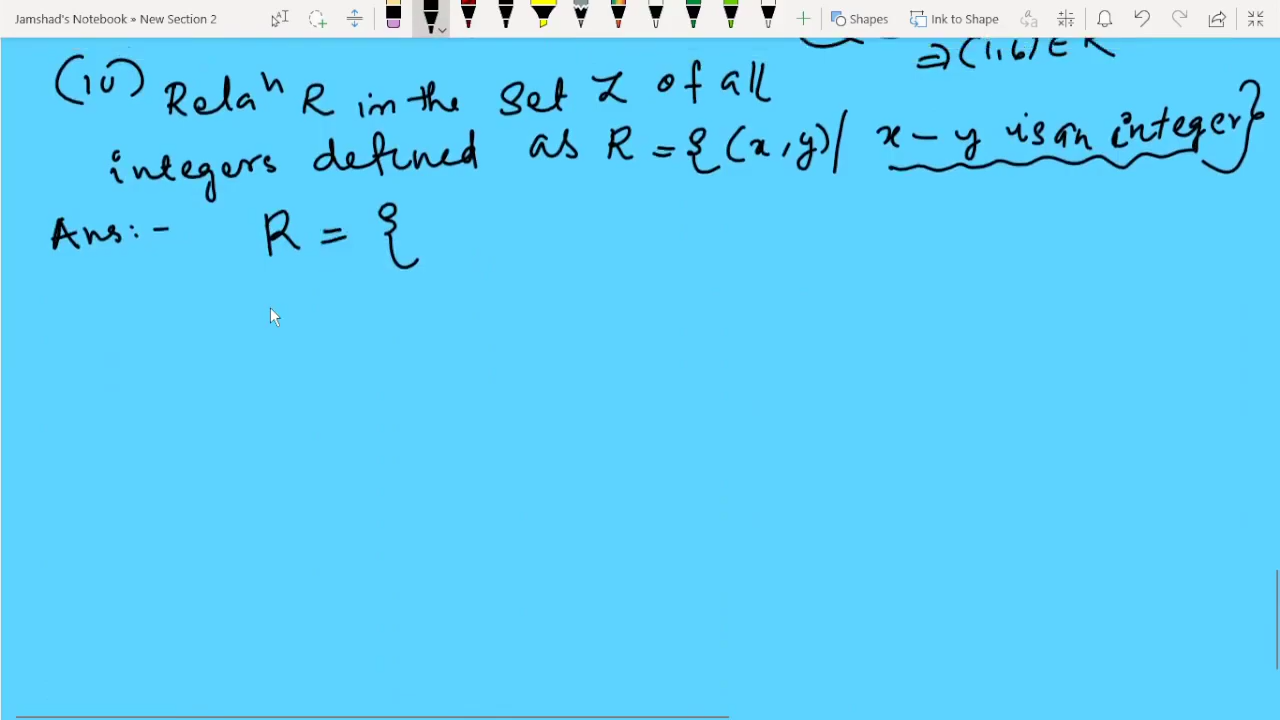 Jamshad's Notebook » New Section 2
Shapes
Ink to Shape
⇒(1,6) ∈ R
(iv) Relaⁿ R in the Set Z of all
integers defined as R = {(x, y) / x - y is an integer}
Ans:- R = {